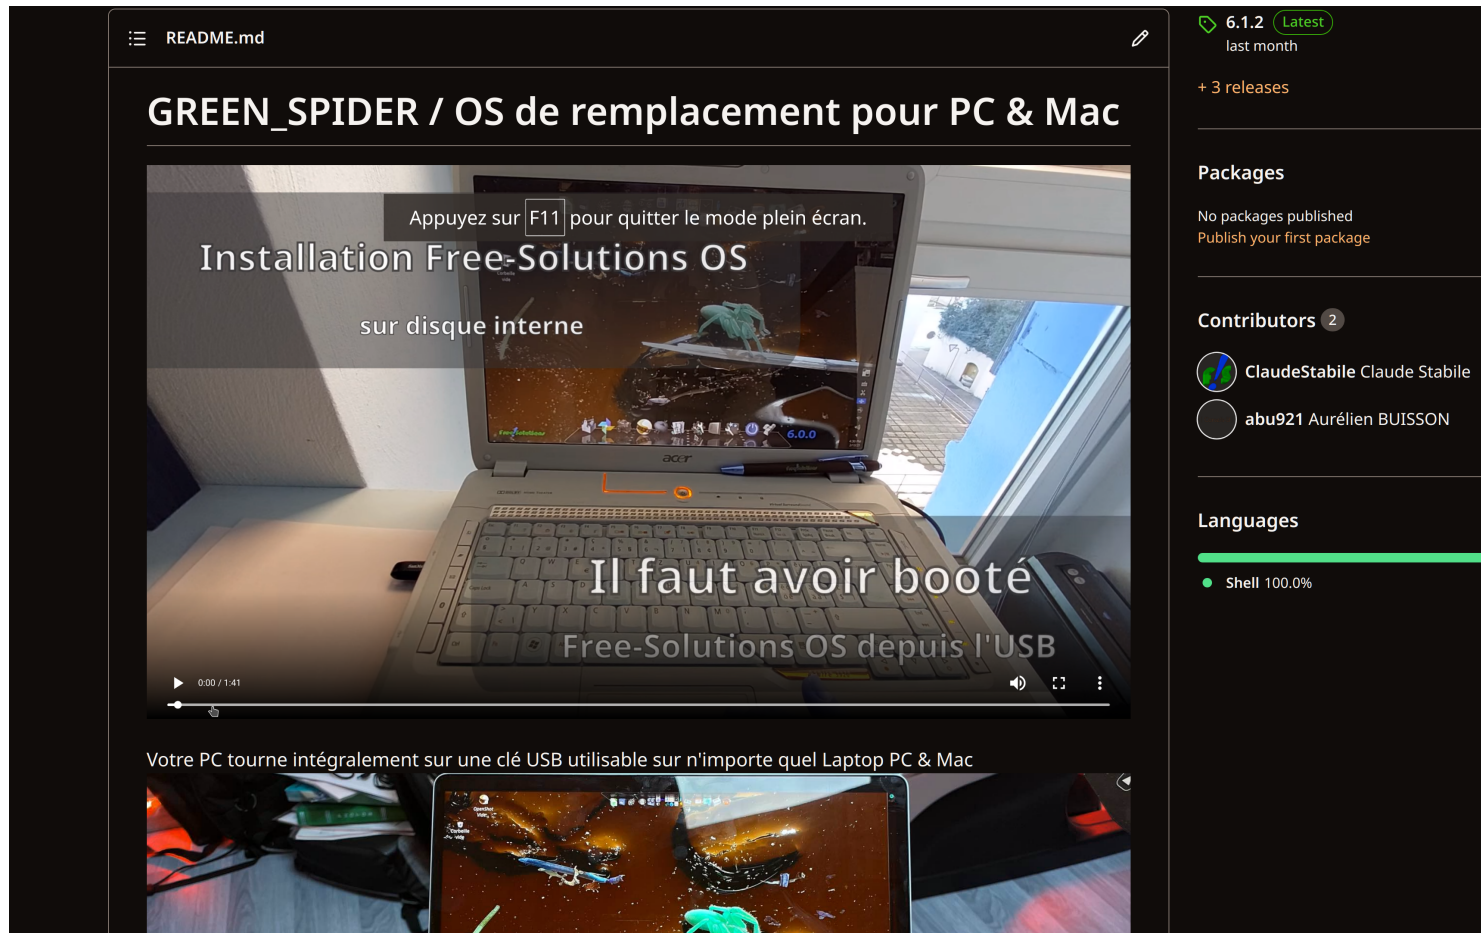 README.md
GREEN_SPIDER / OS de remplacement pour PC & Mac
Appuyez sur F11 pour quitter le mode plein écran.
Installation Free-Solutions OS
sur disque interne
6.0.0
acer
Il faut avoir booté
Free-Solutions OS depuis l'USB
0:00 / 1:41
Votre PC tourne intégralement sur une clé USB utilisable sur n'importe quel Laptop PC & Mac
OpenShot
Corbeille
vide
6.1.2 Latest
last month
+ 3 releases
Packages
No packages published
Publish your first package
Contributors 2
ClaudeStabile Claude Stabile
abu921 Aurélien BUISSON
Languages
Shell 100.0%